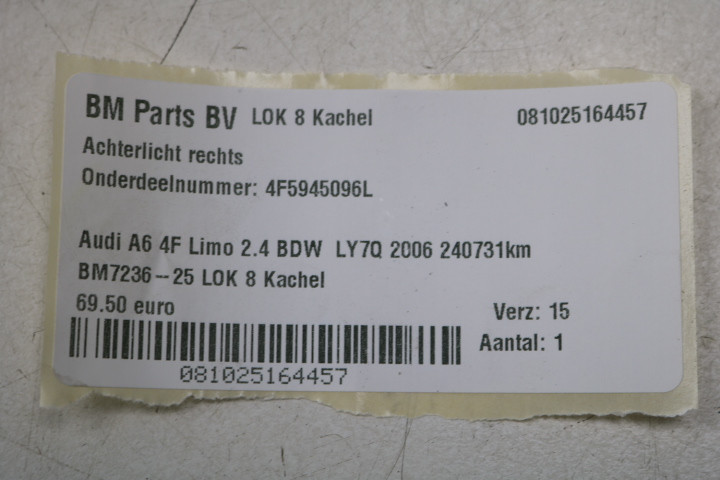 BM Parts BV LOK 8 Kachel 081025164457
Achterlicht rechts
Onderdeelnummer: 4F5945096L
Audi A6 4F Limo 2.4 BDW LY7Q 2006 240731km
BM7236--25 LOK 8 Kachel
69.50 euro Verz: 15
Aantal: 1
081025164457